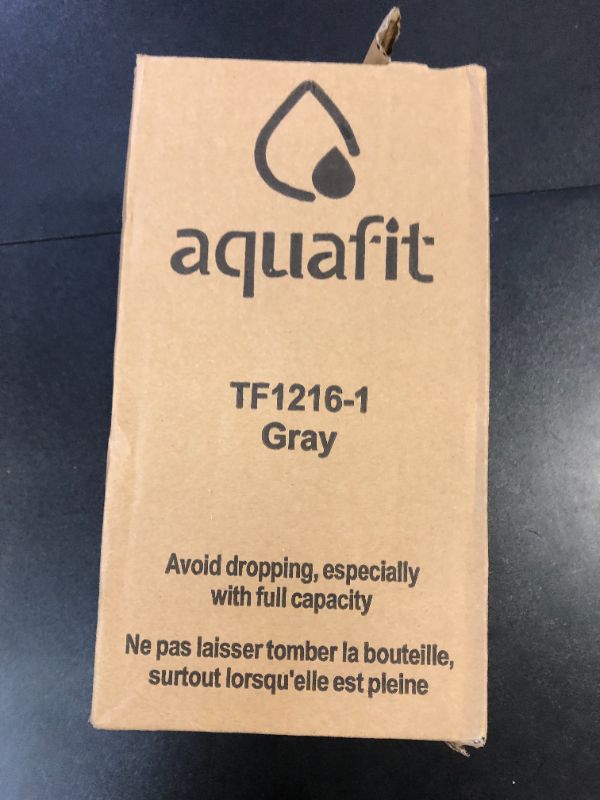 aquafit
TF1216-1
Gray
Avoid dropping, especially
with full capacity
Ne pas laisser tomber la bouteille,
surtout lorsqu'elle est pleine